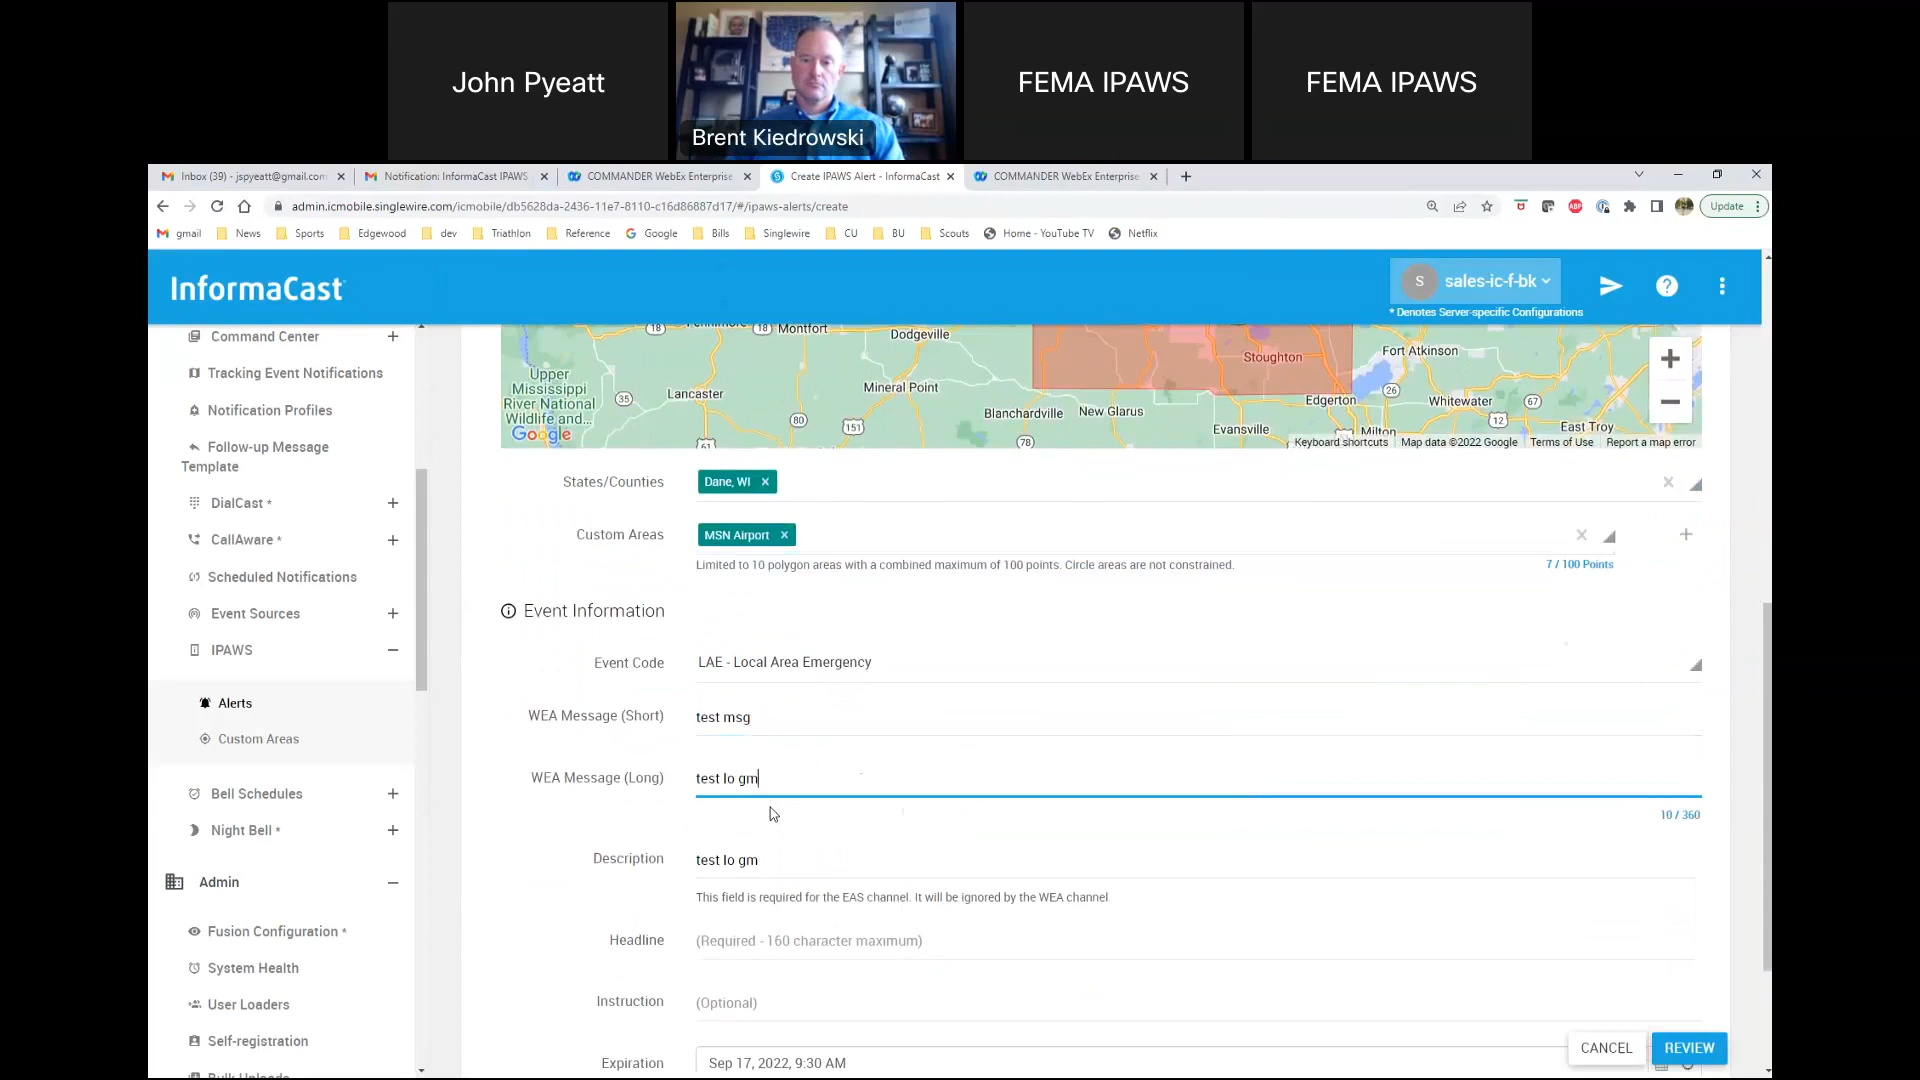 John Pyeatt
Brent Kiedrowski
FEMA IPAWS
FEMA IPAWS
Inbox (39) - jspyeatt@gmail.com
Notification: InformaCast IPAWS
COMMANDER WebEx Enterprise
Create IPAWS Alert - InformaCast
COMMANDER WebEx Enterprise
admin.icmobile.singlewire.com/icmobile/db5628da-2436-11e7-8110-c16d86887d17/#/ipaws-alerts/create
Update
gmail
News
Sports
Edgewood
dev
Triathlon
Reference
Google
Bills
Singlewire
CU
BU
Scouts
Home - YouTube TV
Netflix
InformaCast
S
sales-ic-f-bk
* Denotes Server-specific Configurations
Command Center
Tracking Event Notifications
Notification Profiles
Follow-up Message
Template
DialCast *
CallAware *
Scheduled Notifications
Event Sources
IPAWS
Alerts
Custom Areas
Bell Schedules
Night Bell *
Admin
Fusion Configuration *
System Health
User Loaders
Self-registration
18
18
Montfort
Dodgeville
Stoughton
Fort Atkinson
Upper
Mississippi
River National
Wildlife and...
35
Lancaster
Mineral Point
26
Edgerton
Whitewater
67
80
151
Blanchardville
New Glarus
12
East Troy
Evansville
Milton
Google
61
78
Keyboard shortcuts
Map data ©2022 Google
Terms of Use
Report a map error
States/Counties
Dane, WI
Custom Areas
MSN Airport
Limited to 10 polygon areas with a combined maximum of 100 points. Circle areas are not constrained.
7 / 100 Points
Event Information
Event Code
LAE - Local Area Emergency
WEA Message (Short)
test msg
WEA Message (Long)
test lo gm
10 / 360
Description
test lo gm
This field is required for the EAS channel. It will be ignored by the WEA channel
Headline
(Required - 160 character maximum)
Instruction
(Optional)
Expiration
Sep 17, 2022, 9:30 AM
CANCEL
REVIEW